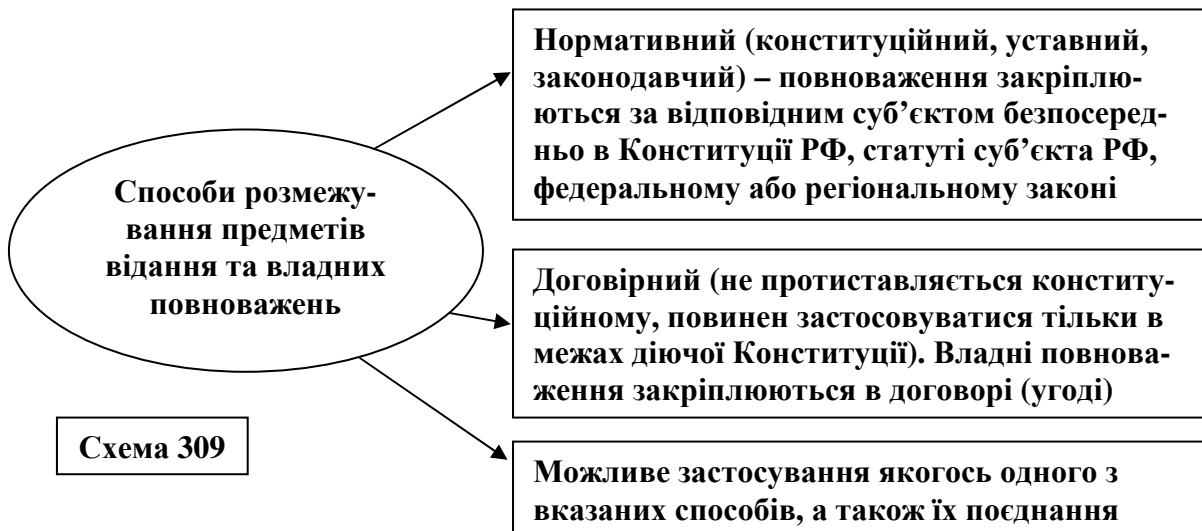 Способи розмежу-
вання предметів
відання та владних
повноважень
Нормативний (конституційний, уставний,
законодавчий) – повноваження закріплю-
ються за відповідним суб’єктом безпосеред-
ньо в Конституції РФ, статуті суб’єкта РФ,
федеральному або регіональному законі
Договірний (не протиставляється конститу-
ційному, повинен застосовуватися тільки в
межах діючої Конституції). Владні повнова-
ження закріплюються в договорі (угоді)
Можливе застосування якогось одного з
вказаних способів, а також їх поєднання
Схема 309